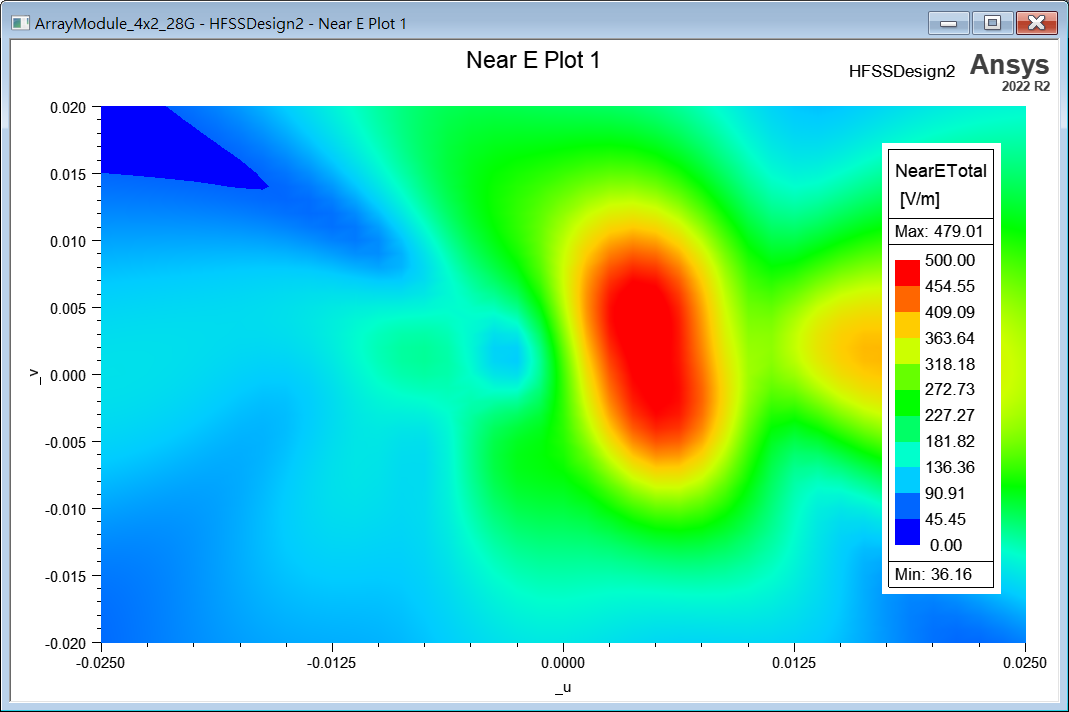 ArrayModule_4x2_28G - HFSSDesign2 - Near E Plot 1
Near E Plot 1
HFSSDesign2
Ansys
2022 R2
0.020
0.015
0.010
0.005
0.000
-0.005
-0.010
-0.015
-0.020
_v
-0.0250
-0.0125
0.0000
0.0125
0.0250
_u
NearETotal
[V/m]
Max: 479.01
500.00
454.55
409.09
363.64
318.18
272.73
227.27
181.82
136.36
90.91
45.45
0.00
Min: 36.16